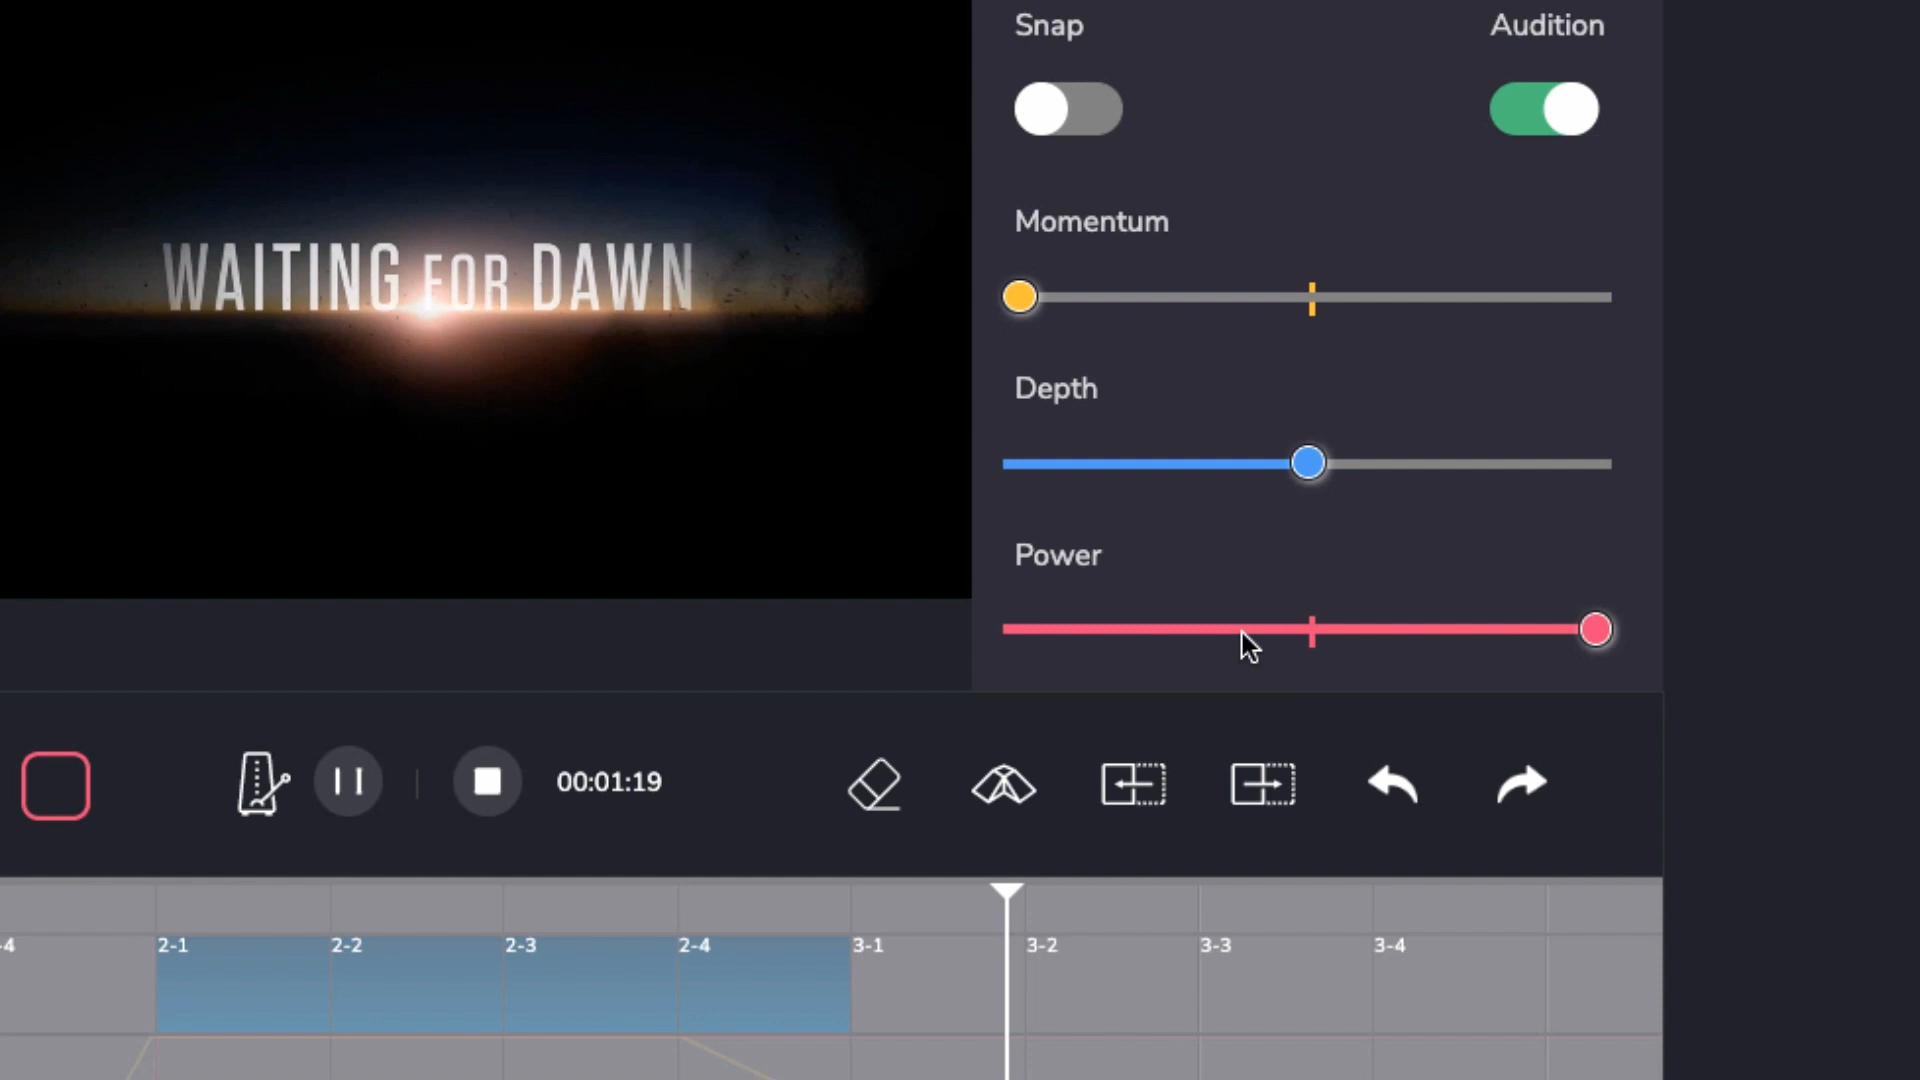 Snap
Audition
Momentum
WAITING FOR DAWN
Depth
Power
00:01:19
-4
2-1
2-2
2-3
2-4
3-1
3-2
3-3
3-4